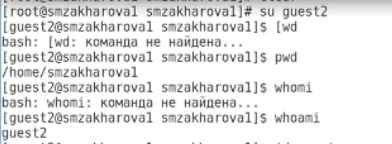 [root@smzakharova1 smzakharova1]# su guest2
[guest2@smzakharova1 smzakharova1]$ [wd
bash: [wd: команда не найдена...
[guest2@smzakharova1 smzakharova1]$ pwd
/home/smzakharova1
[guest2@smzakharova1 smzakharova1]$ whomi
bash: whomi: команда не найдена...
[guest2@smzakharova1 smzakharova1]$ whoami
guest2